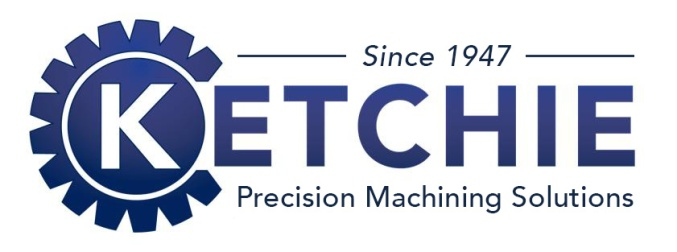 Since 1947
KETCHIE
Precision Machining Solutions